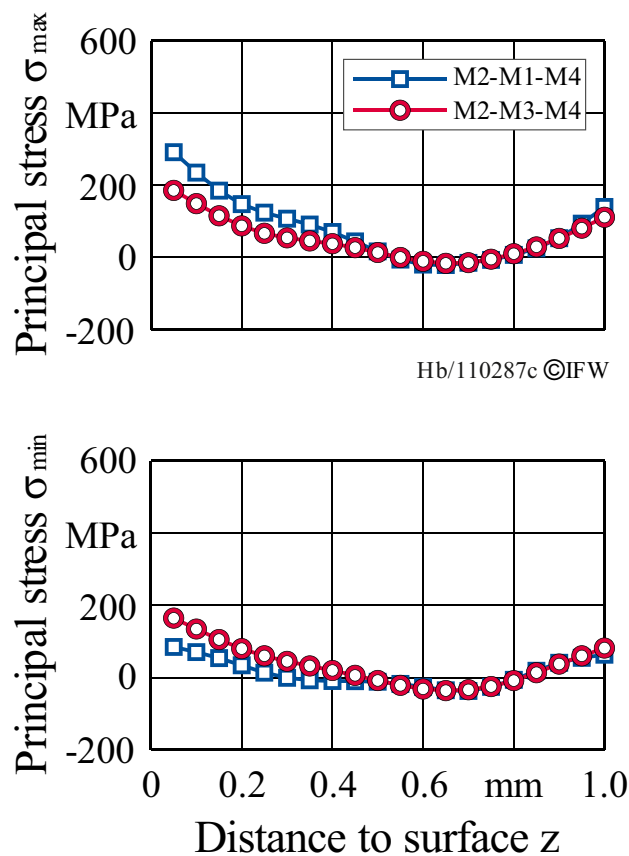 Principal stress σmax
600
MPa
200
0
-200
M2-M1-M4
M2-M3-M4
Hb/110287c ©IFW
Principal stress σmin
600
MPa
200
0
-200
0 0.2 0.4 0.6 mm 1.0
Distance to surface z